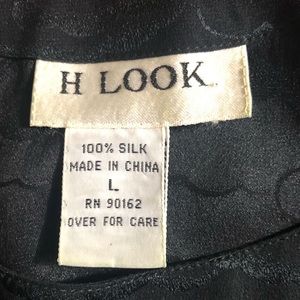 H LOOK
100% SILK
MADE IN CHINA
L
RN 90162
OVER FOR CARE